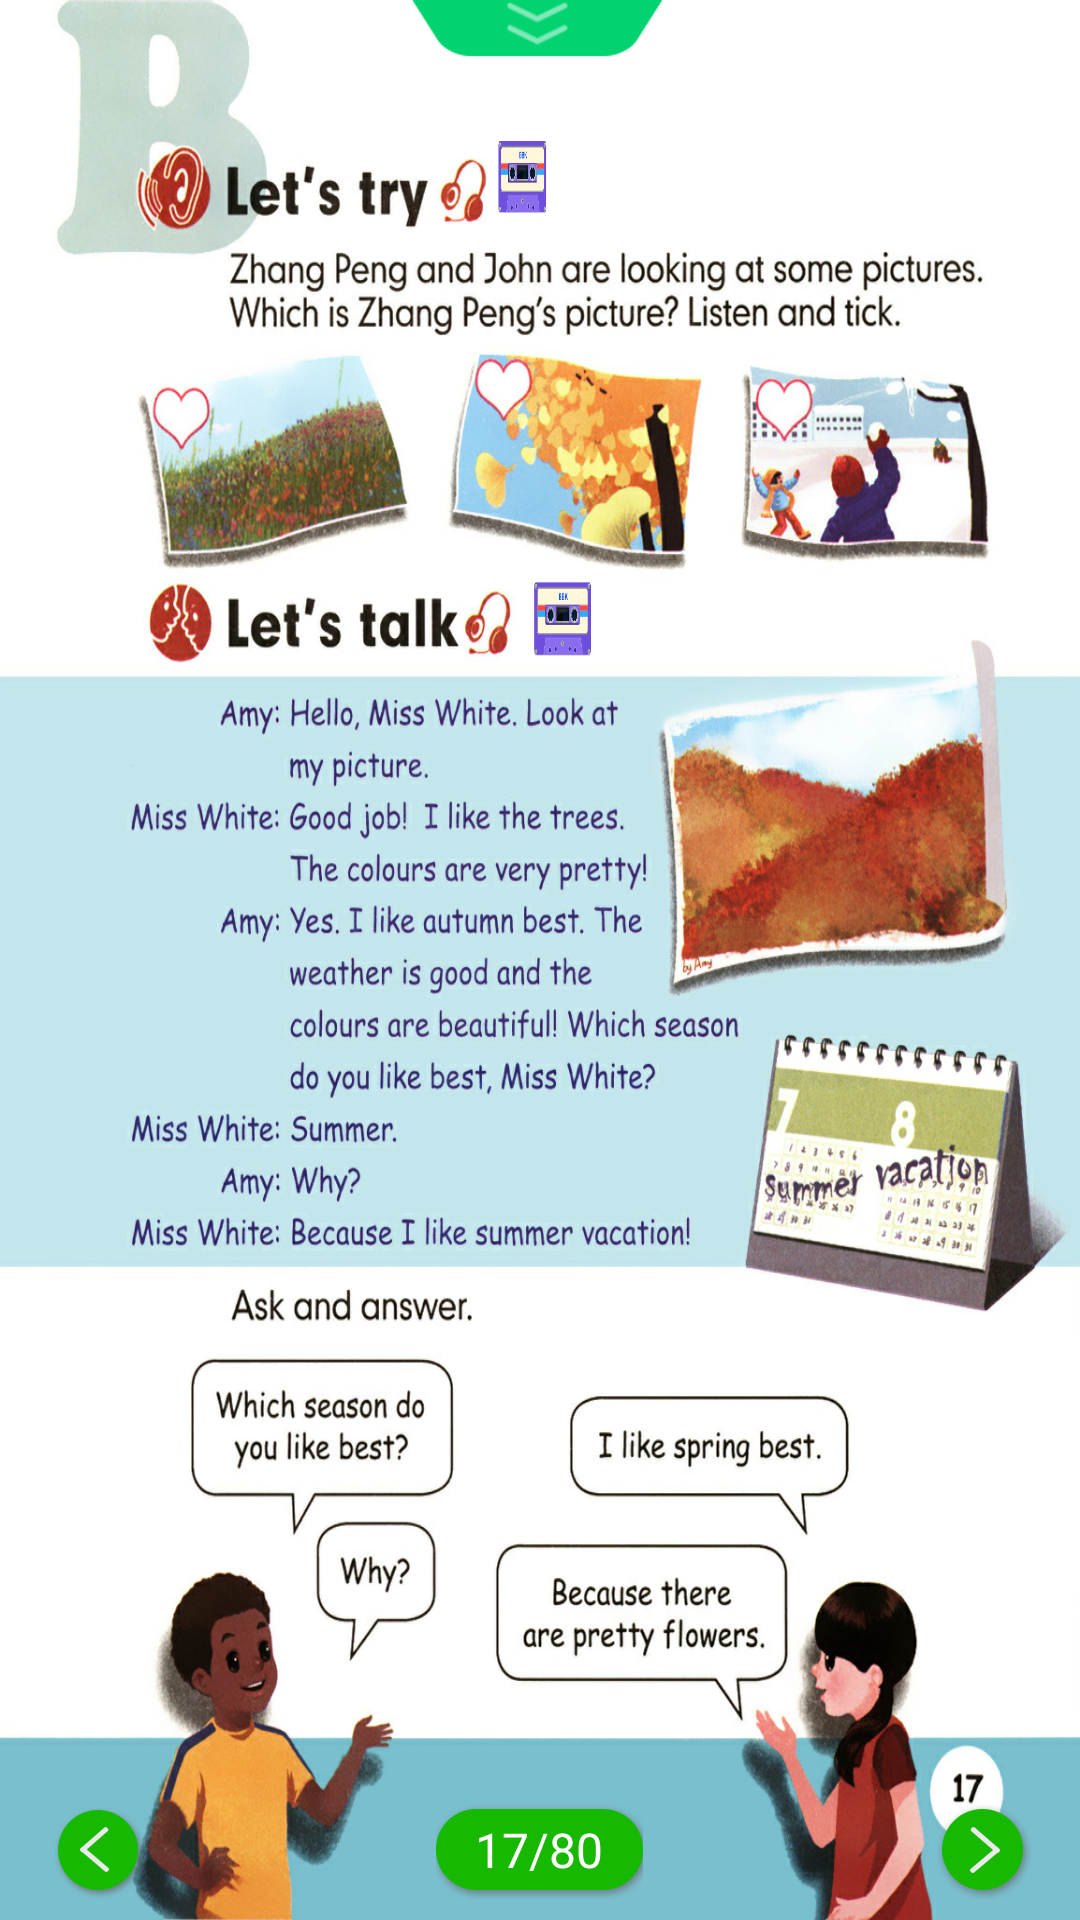 B
BBK
Let's try
Zhang Peng and John are looking at some pictures.
Which is Zhang Peng's picture? Listen and tick.
BBK
Let's talk
Amy: Hello, Miss White. Look at
my picture.
Miss White: Good job! I like the trees.
The colours are very pretty!
Amy: Yes. I like autumn best. The
weather is good and the
colours are beautiful! Which season
do you like best, Miss White?
Miss White: Summer.
Amy: Why?
Miss White: Because I like summer vacation!
by Amy
7 8
summer vacation
Ask and answer.
Which season do
you like best?
I like spring best.
Why?
Because there
are pretty flowers.
17
17/80